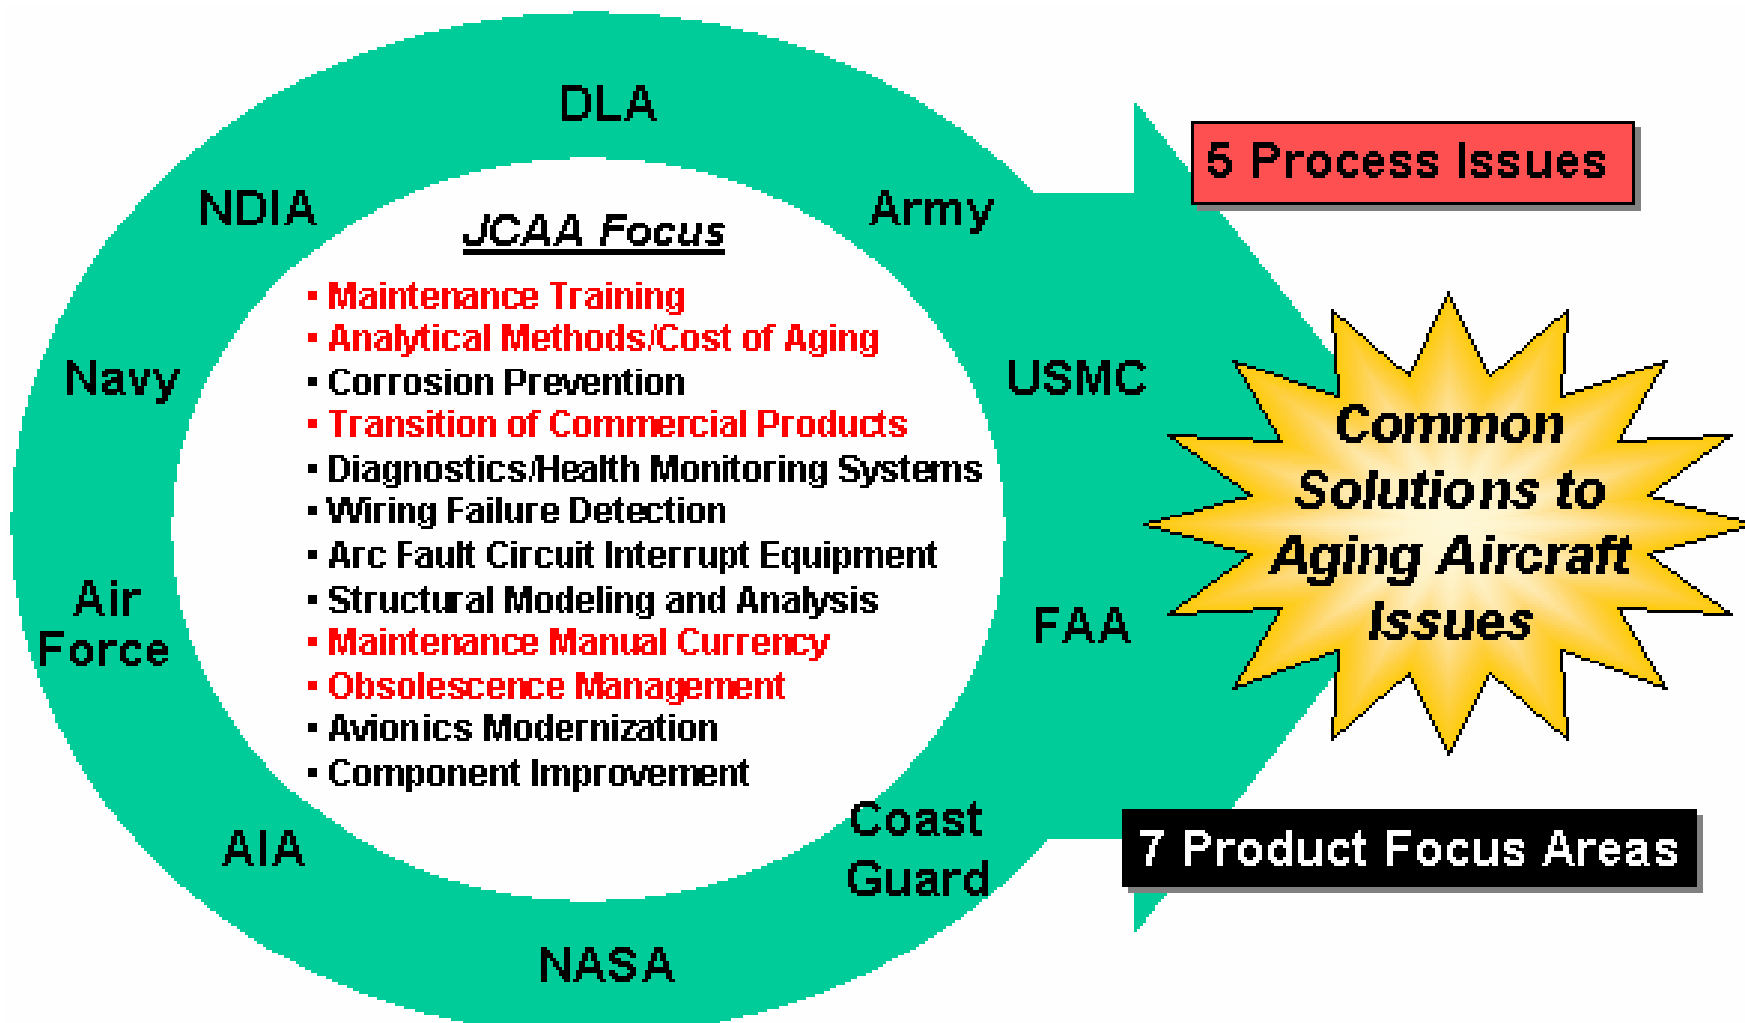 DLA
NDIA
Army
Navy
USMC
Air
Force
FAA
AIA
Coast
Guard
NASA
JCAA Focus
▪ Maintenance Training
▪ Analytical Methods/Cost of Aging
▪ Corrosion Prevention
▪ Transition of Commercial Products
▪ Diagnostics/Health Monitoring Systems
▪ Wiring Failure Detection
▪ Arc Fault Circuit Interrupt Equipment
▪ Structural Modeling and Analysis
▪ Maintenance Manual Currency
▪ Obsolescence Management
▪ Avionics Modernization
▪ Component Improvement
5 Process Issues
Common
Solutions to
Aging Aircraft
Issues
7 Product Focus Areas